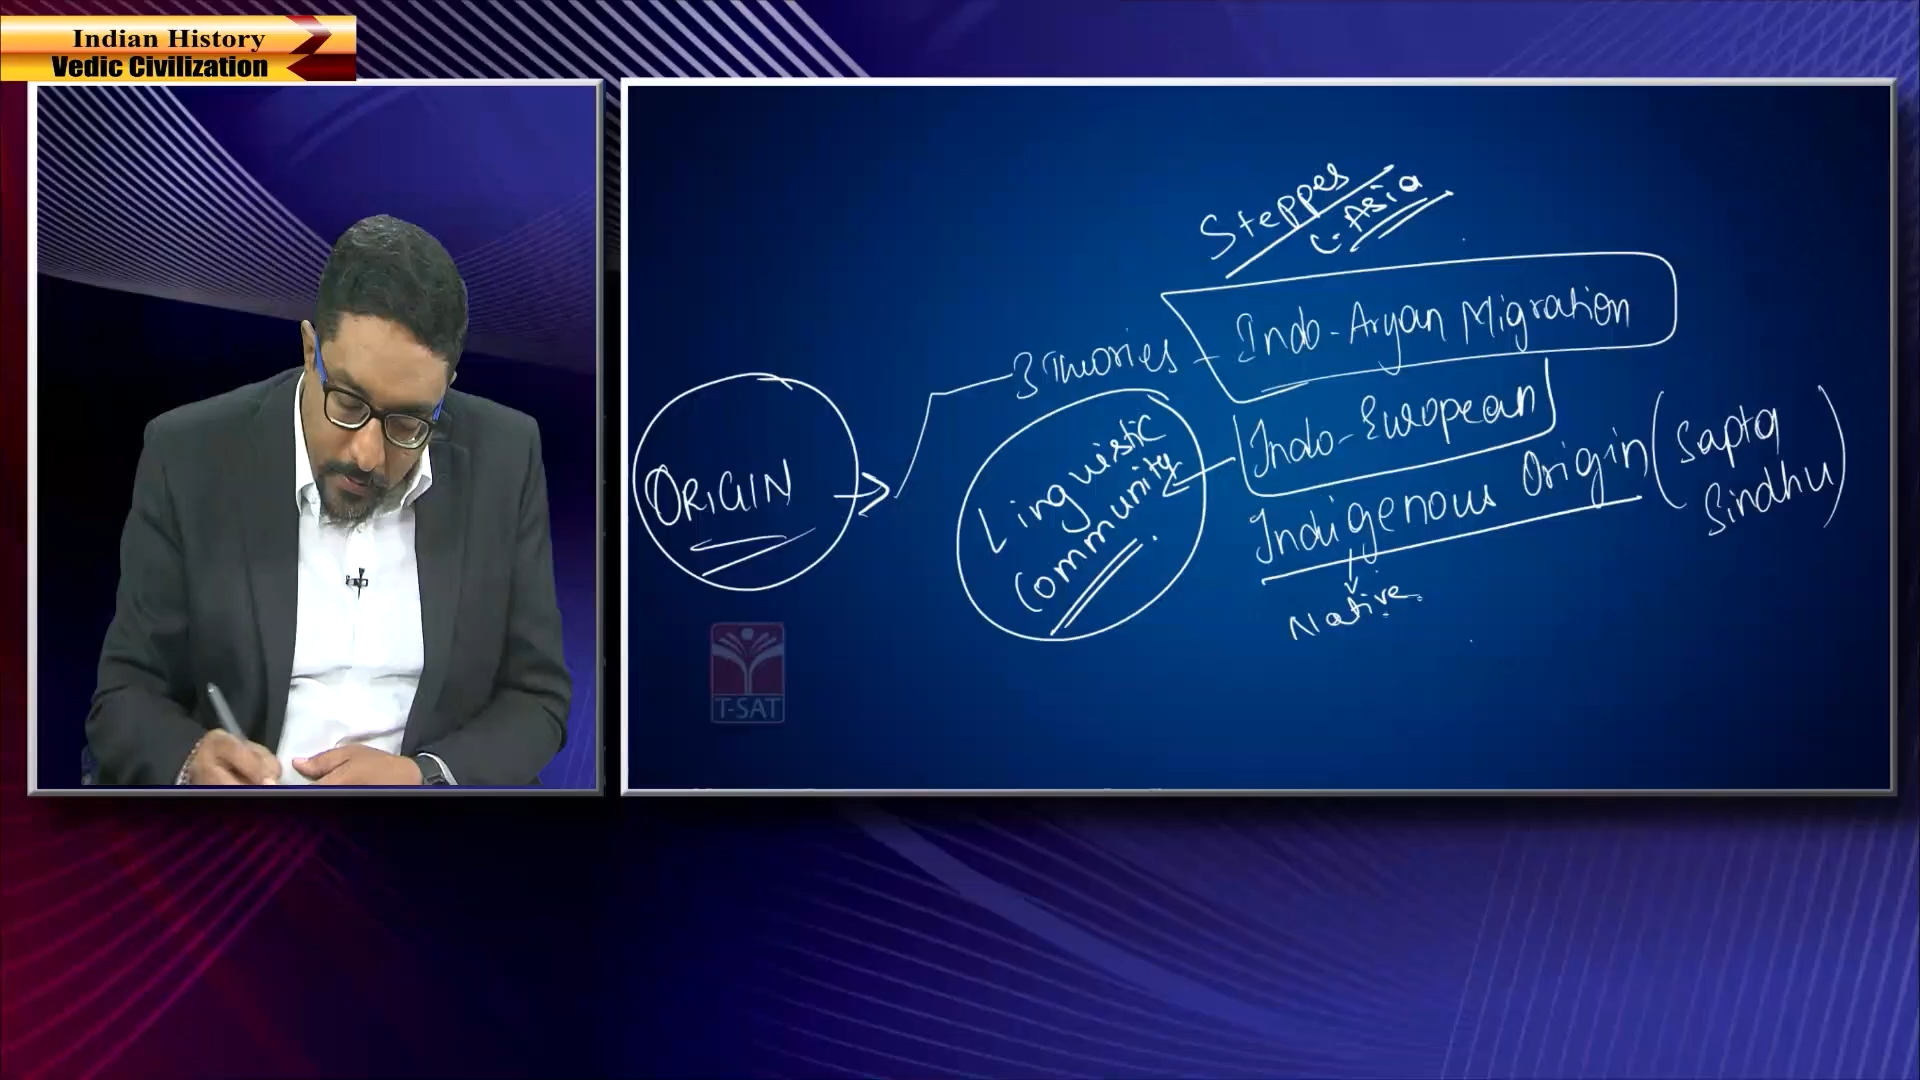 Indian History
Vedic Civilization
Steppes
C. Asia
3 Theories - Indo-Aryan Migration
Indo-European
Indigenous Origin (Sapta
Sindhu)
Native.
Linguistic
Community.
ORIGIN
T-SAT